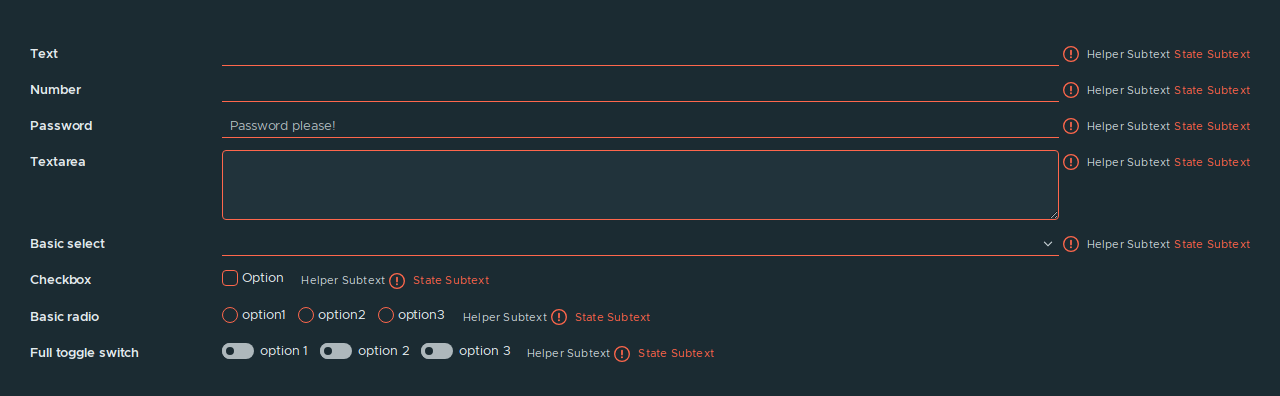 Text Helper Subtext State Subtext
Number Helper Subtext State Subtext
Password Password please! Helper Subtext State Subtext
Textarea Helper Subtext State Subtext
Basic select Helper Subtext State Subtext
Checkbox Option Helper Subtext State Subtext
Basic radio option1 option2 option3 Helper Subtext State Subtext
Full toggle switch option 1 option 2 option 3 Helper Subtext State Subtext